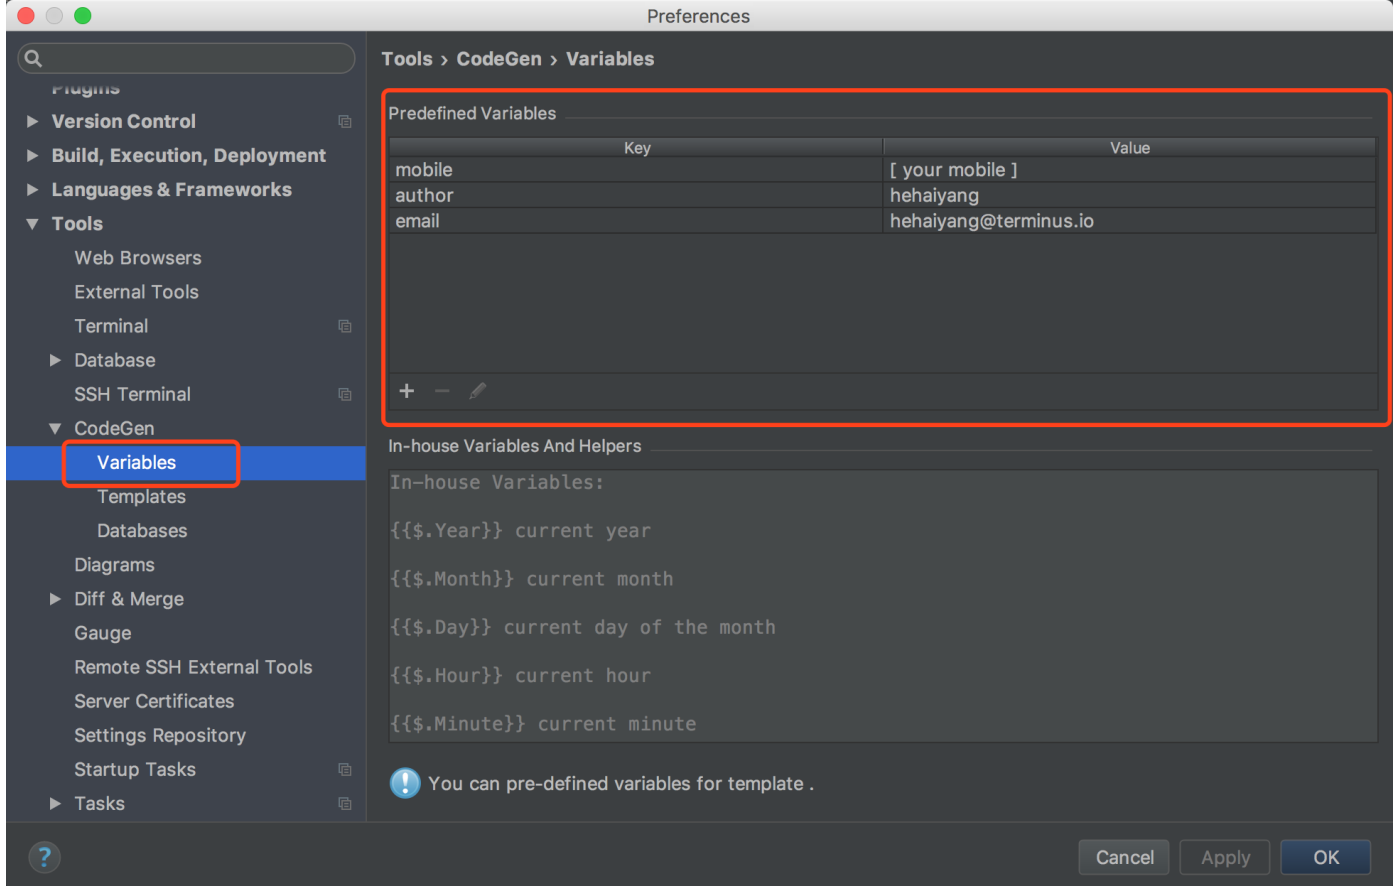 Preferences
Tools › CodeGen › Variables
Plugins
Version Control
Build, Execution, Deployment
Languages & Frameworks
Tools
Web Browsers
External Tools
Terminal
Database
SSH Terminal
CodeGen
Variables
Templates
Databases
Diagrams
Diff & Merge
Gauge
Remote SSH External Tools
Server Certificates
Settings Repository
Startup Tasks
Tasks
Predefined Variables
Key Value
mobile [ your mobile ]
author hehaiyang
email hehaiyang@terminus.io
In-house Variables And Helpers
In-house Variables:
{{$.Year}} current year
{{$.Month}} current month
{{$.Day}} current day of the month
{{$.Hour}} current hour
{{$.Minute}} current minute
You can pre-defined variables for template .
?
Cancel Apply OK